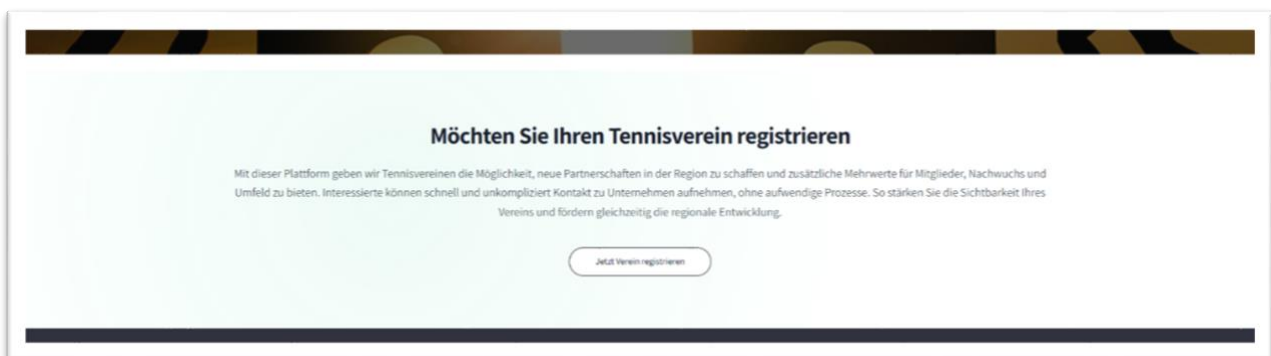 Möchten Sie Ihren Tennisverein registrieren
Mit dieser Plattform geben wir Tennisvereinen die Möglichkeit, neue Partnerschaften in der Region zu schaffen und zusätzliche Mehrwerte für Mitglieder, Nachwuchs und
Umfeld zu bieten. Interessierte können schnell und unkompliziert Kontakt zu Unternehmen aufnehmen, ohne aufwendige Prozesse. So stärken Sie die Sichtbarkeit Ihres
Vereins und fördern gleichzeitig die regionale Entwicklung.
Jetzt Verein registrieren